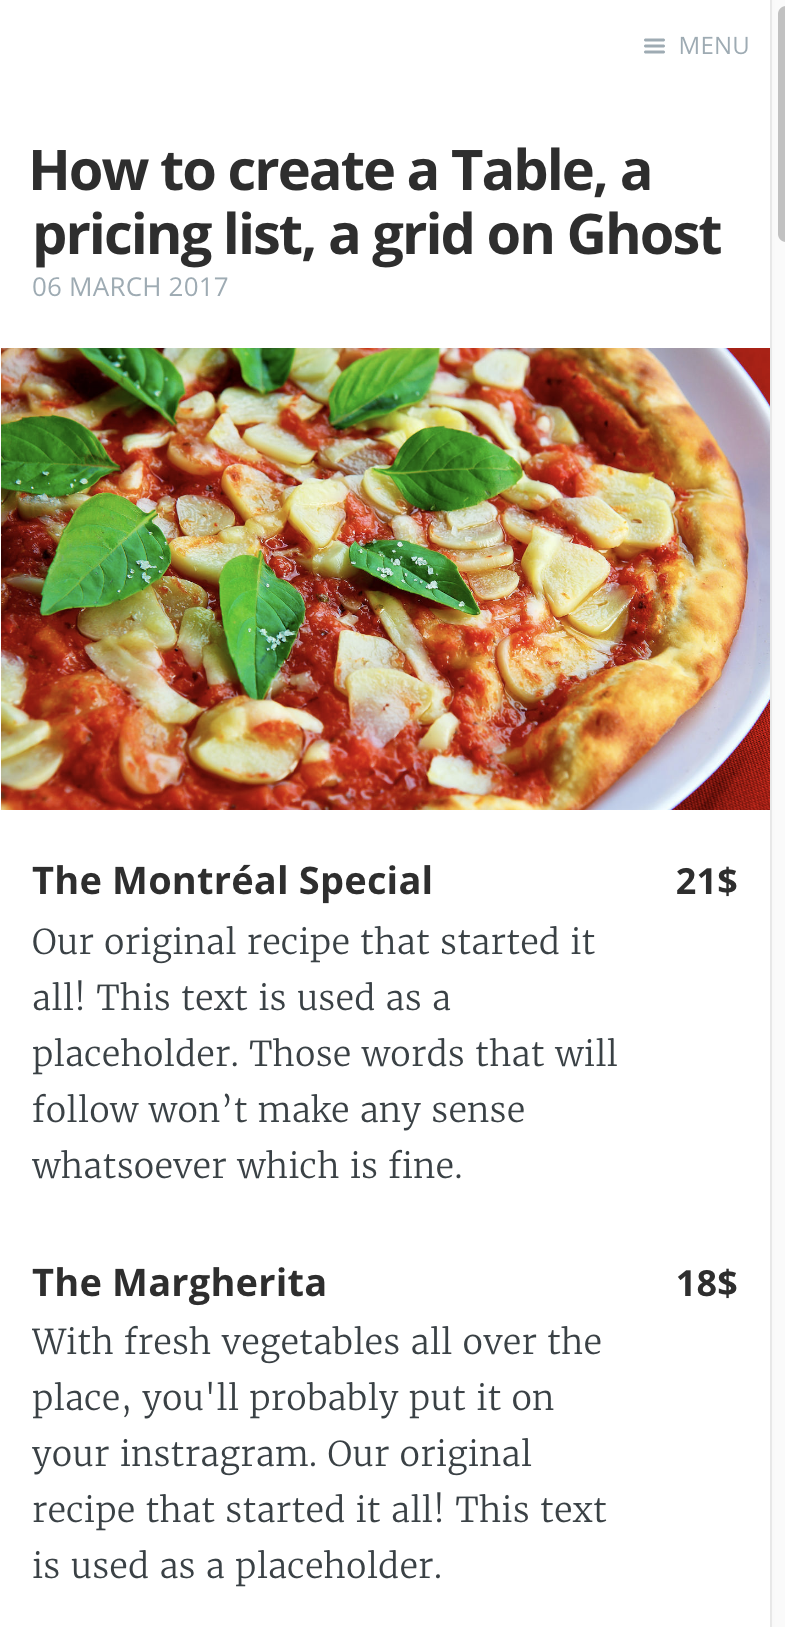 MENU
How to create a Table, a
pricing list, a grid on Ghost
06 MARCH 2017
The Montréal Special 21$
Our original recipe that started it
all! This text is used as a
placeholder. Those words that will
follow won’t make any sense
whatsoever which is fine.
The Margherita 18$
With fresh vegetables all over the
place, you'll probably put it on
your instragram. Our original
recipe that started it all! This text
is used as a placeholder.